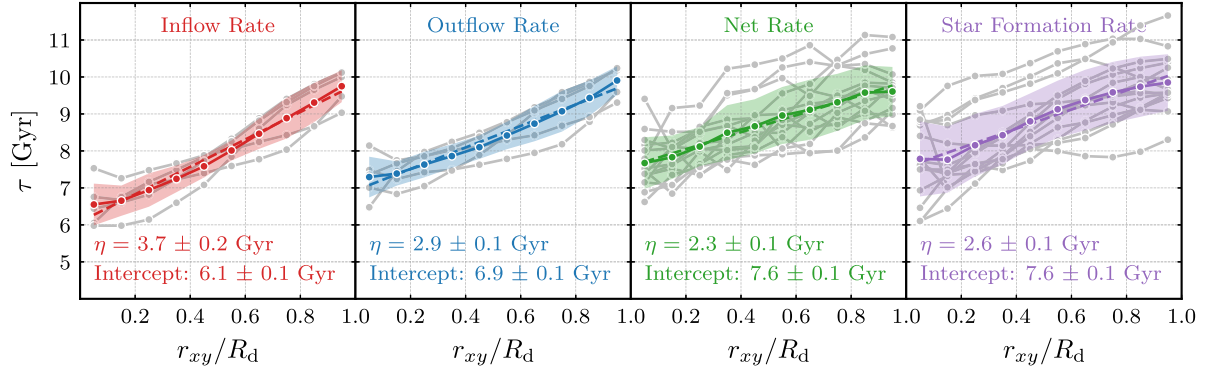 Inflow Rate
Outflow Rate
Net Rate
Star Formation Rate
11
10
9
8
7
6
5
τ [Gyr]
η = 3.7 ± 0.2 Gyr
Intercept: 6.1 ± 0.1 Gyr
η = 2.9 ± 0.1 Gyr
Intercept: 6.9 ± 0.1 Gyr
η = 2.3 ± 0.1 Gyr
Intercept: 7.6 ± 0.1 Gyr
η = 2.6 ± 0.1 Gyr
Intercept: 7.6 ± 0.1 Gyr
0.2 0.4 0.6 0.8 1.0 0.2 0.4 0.6 0.8 1.0 0.2 0.4 0.6 0.8 1.0 0.2 0.4 0.6 0.8 1.0
r_xy/R_d r_xy/R_d r_xy/R_d r_xy/R_d